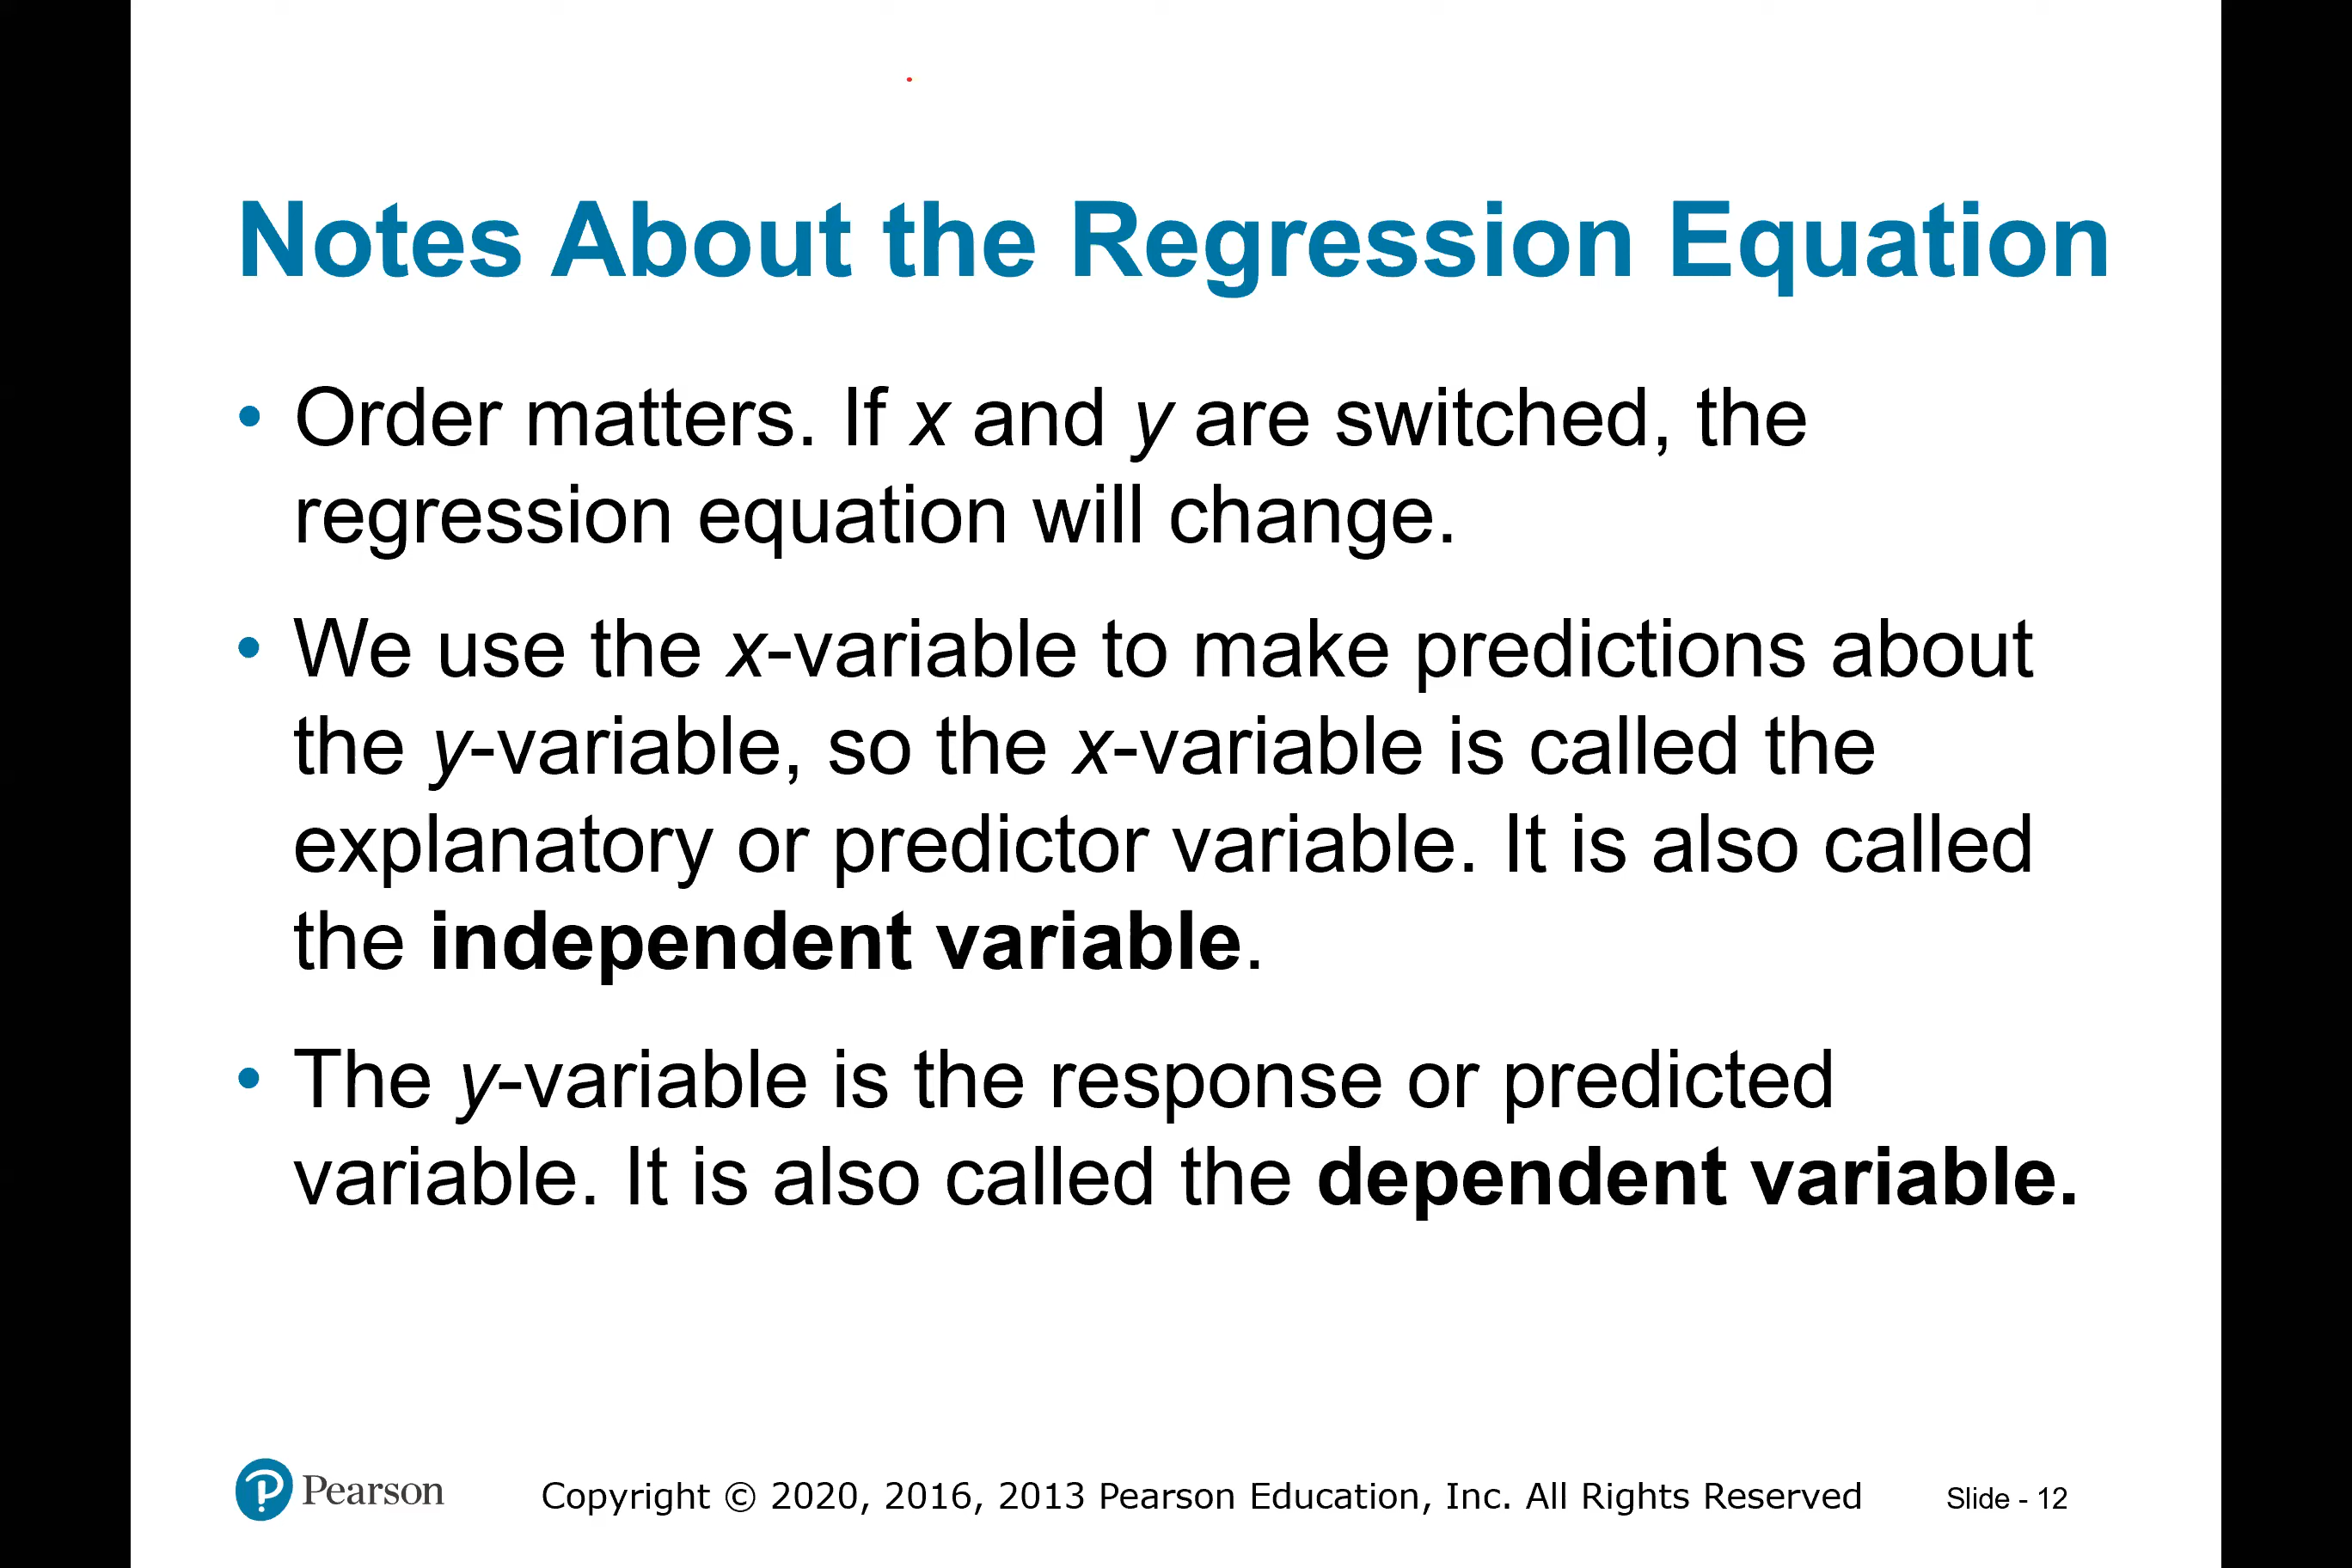 Notes About the Regression Equation
• Order matters. If x and y are switched, the
regression equation will change.
• We use the x-variable to make predictions about
the y-variable, so the x-variable is called the
explanatory or predictor variable. It is also called
the independent variable.
• The y-variable is the response or predicted
variable. It is also called the dependent variable.
Pearson Copyright © 2020, 2016, 2013 Pearson Education, Inc. All Rights Reserved Slide - 12